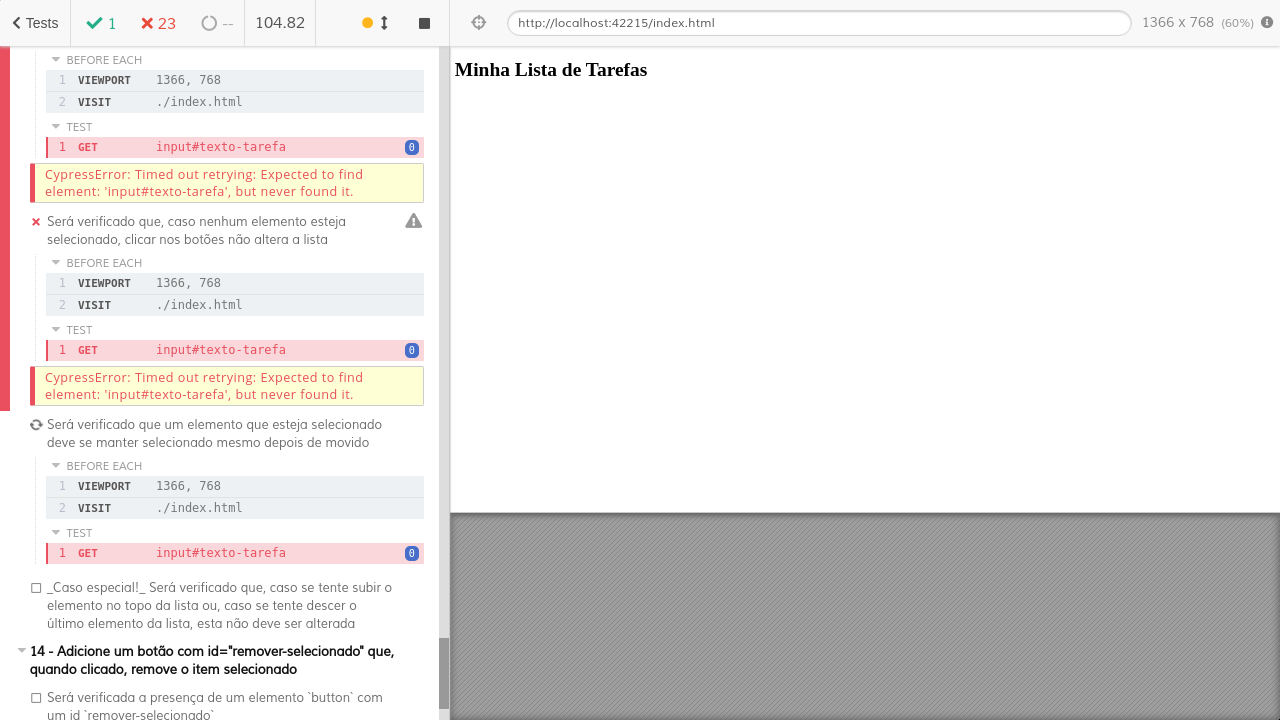 Tests
1
23
--
104.82
http://localhost:42215/index.html
1366 x 768 (60%)
BEFORE EACH
1 VIEWPORT 1366, 768
2 VISIT ./index.html
TEST
1 GET input#texto-tarefa 0
CypressError: Timed out retrying: Expected to find
element: 'input#texto-tarefa', but never found it.
Será verificado que, caso nenhum elemento esteja
selecionado, clicar nos botões não altera a lista
BEFORE EACH
1 VIEWPORT 1366, 768
2 VISIT ./index.html
TEST
1 GET input#texto-tarefa 0
CypressError: Timed out retrying: Expected to find
element: 'input#texto-tarefa', but never found it.
Será verificado que um elemento que esteja selecionado
deve se manter selecionado mesmo depois de movido
BEFORE EACH
1 VIEWPORT 1366, 768
2 VISIT ./index.html
TEST
1 GET input#texto-tarefa 0
_Caso especial!_ Será verificado que, caso se tente subir o
elemento no topo da lista ou, caso se tente descer o
último elemento da lista, esta não deve ser alterada
14 - Adicione um botão com id="remover-selecionado" que,
quando clicado, remove o item selecionado
Será verificada a presença de um elemento `button` com
um id `remover-selecionado`
Minha Lista de Tarefas